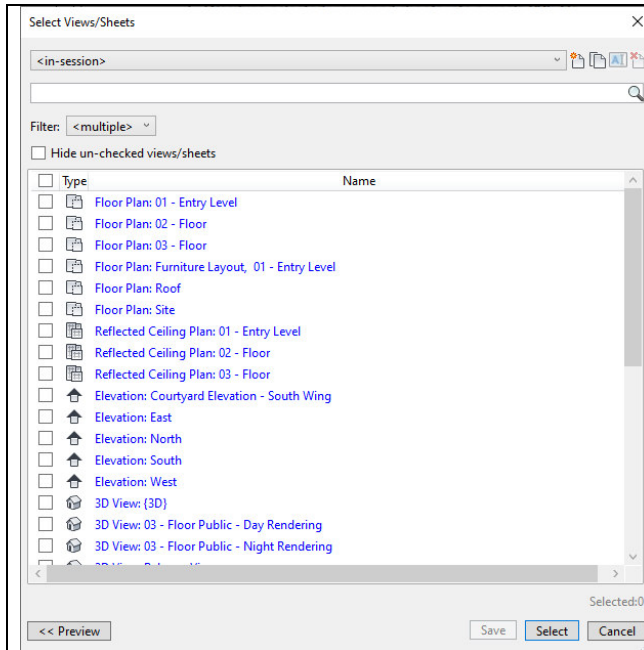 Select Views/Sheets
<in-session>
Filter: <multiple>
Hide un-checked views/sheets
Type Name
Floor Plan: 01 - Entry Level
Floor Plan: 02 - Floor
Floor Plan: 03 - Floor
Floor Plan: Furniture Layout, 01 - Entry Level
Floor Plan: Roof
Floor Plan: Site
Reflected Ceiling Plan: 01 - Entry Level
Reflected Ceiling Plan: 02 - Floor
Reflected Ceiling Plan: 03 - Floor
Elevation: Courtyard Elevation - South Wing
Elevation: East
Elevation: North
Elevation: South
Elevation: West
3D View: {3D}
3D View: 03 - Floor Public - Day Rendering
3D View: 03 - Floor Public - Night Rendering
Selected:0
<< Preview Save Select Cancel